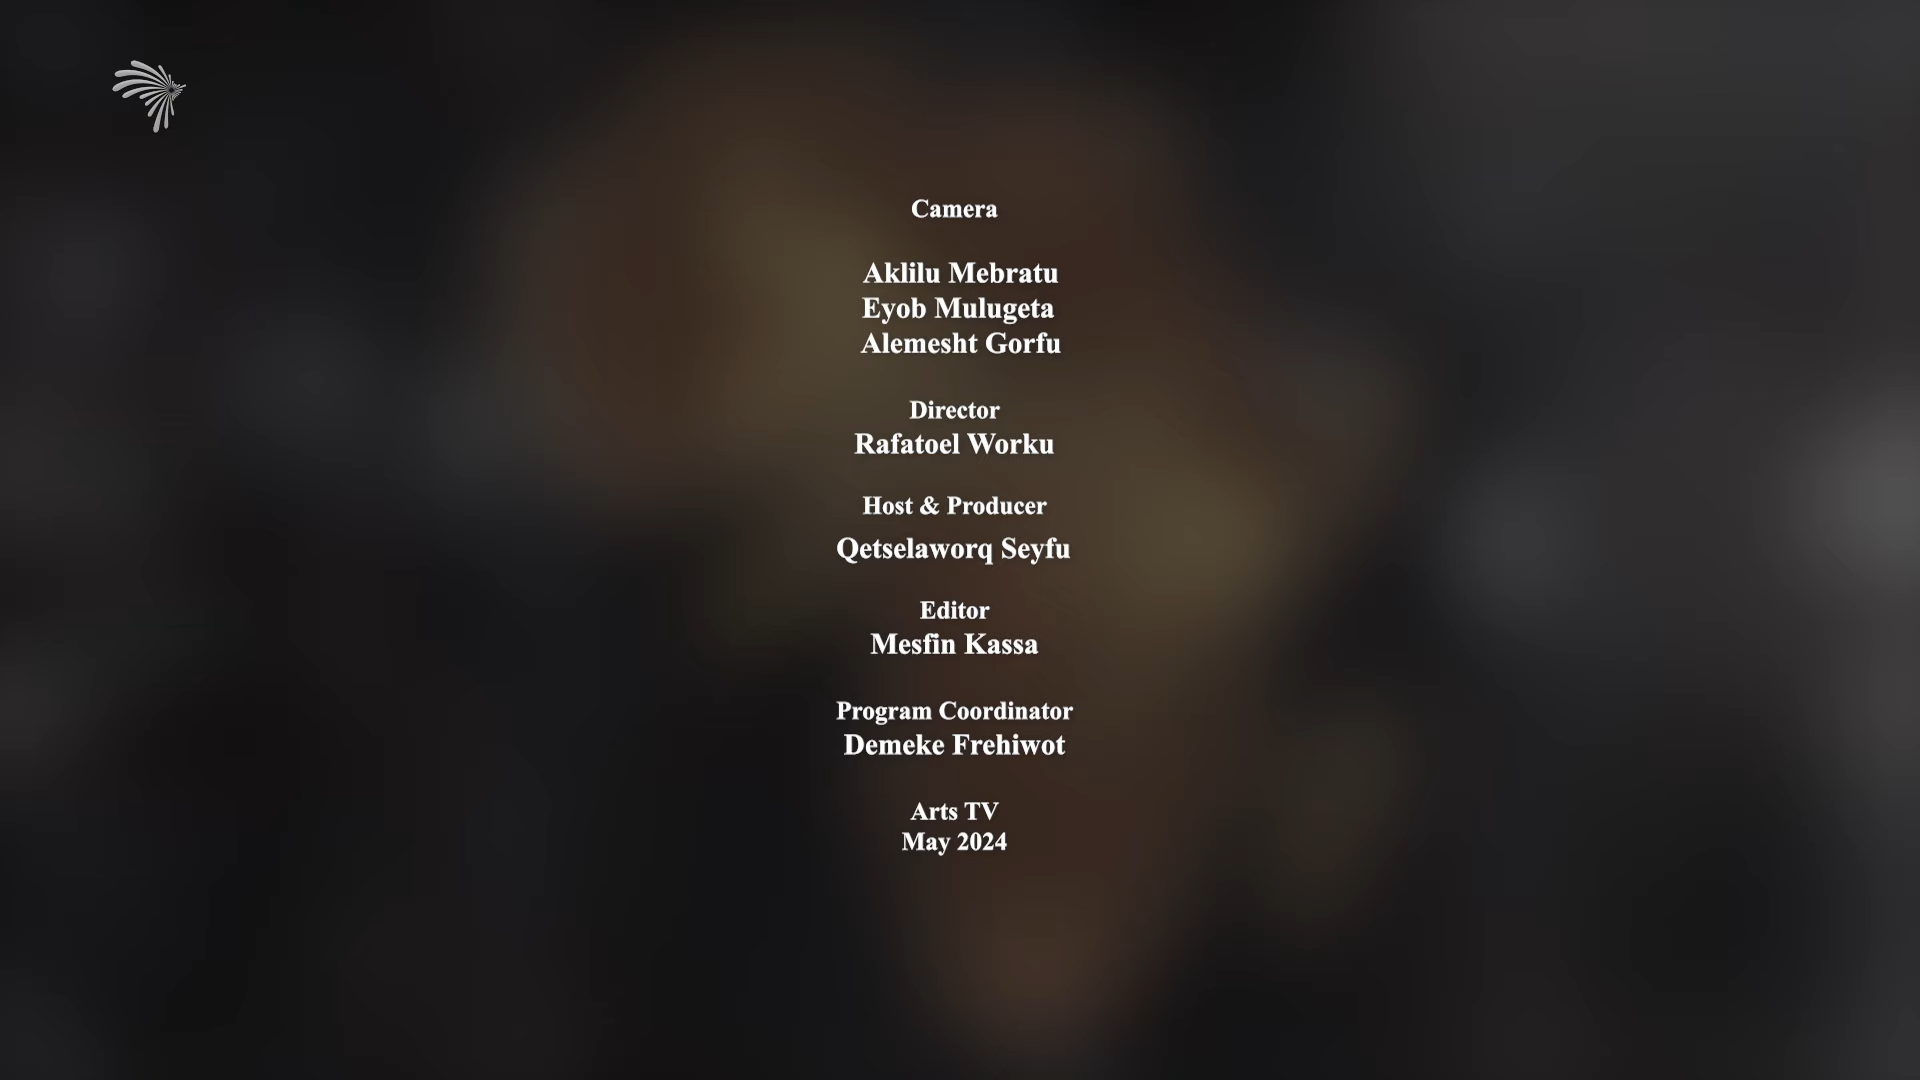 Camera
Aklilu Mebratu
Eyob Mulugeta
Alemesht Gorfu
Director
Rafatoel Worku
Host & Producer
Qetselaworq Seyfu
Editor
Mesfin Kassa
Program Coordinator
Demeke Frehiwot
Arts TV
May 2024